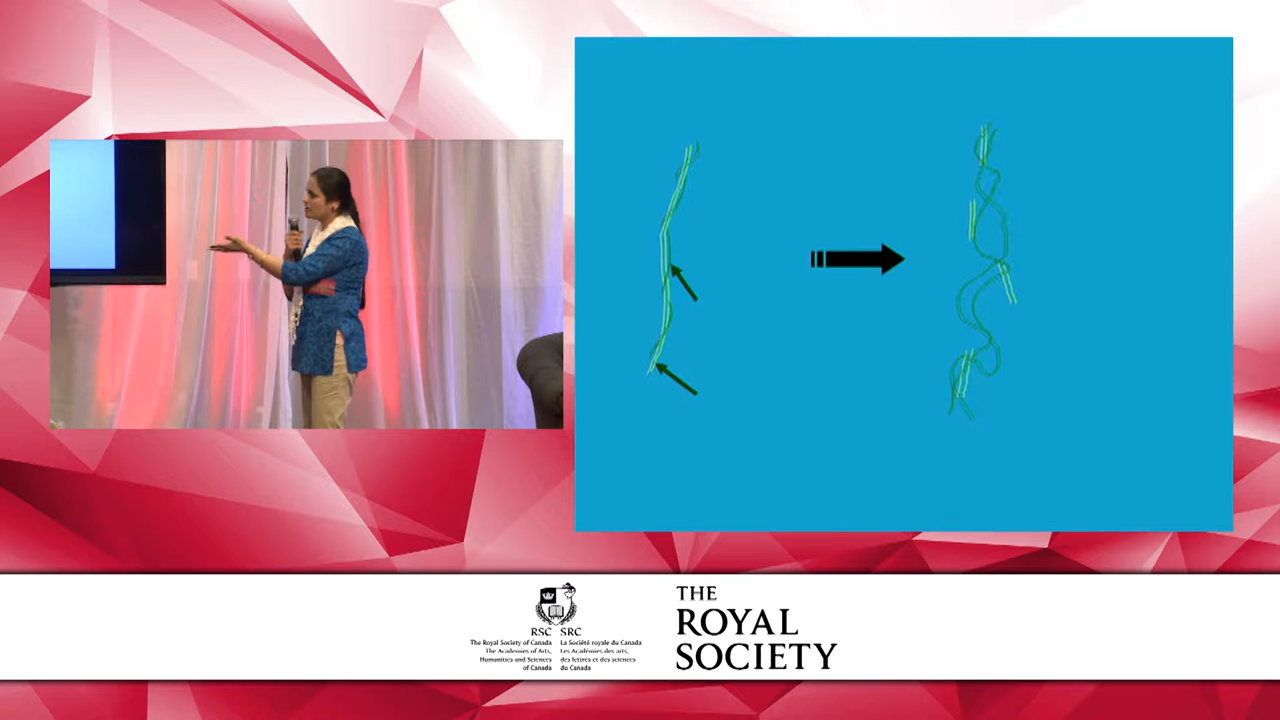 RSC SRC
The Royal Society of Canada
The Academies of Arts,
Humanities and Sciences
of Canada
La Société royale du Canada
Les Académies des arts,
des lettres et des sciences
du Canada
THE
ROYAL
SOCIETY